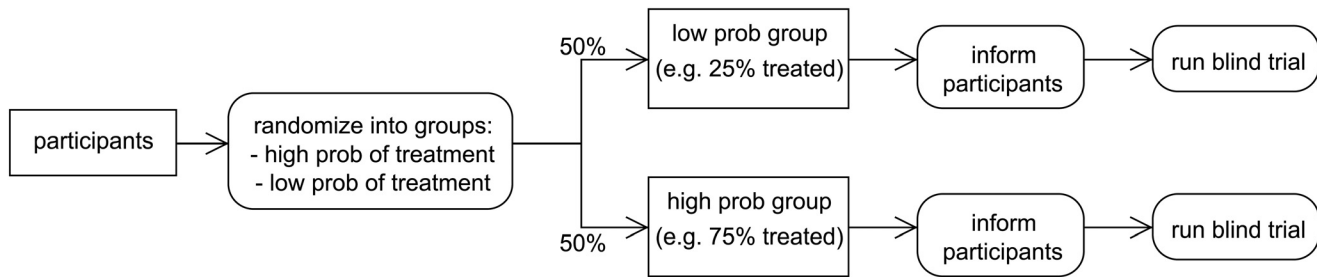 participants
randomize into groups:
- high prob of treatment
- low prob of treatment
50%
low prob group
(e.g. 25% treated)
inform
participants
run blind trial
50%
high prob group
(e.g. 75% treated)
inform
participants
run blind trial